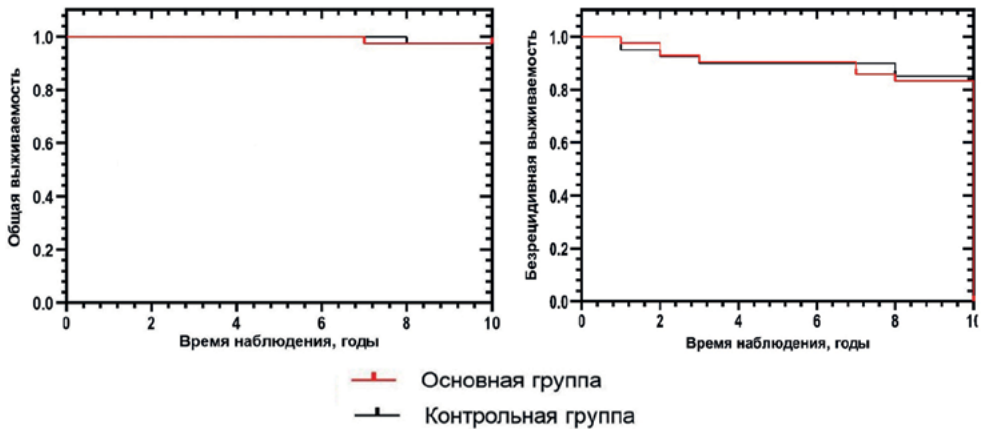 Общая выживаемость
1.0
0.8
0.6
0.4
0.2
0.0
0 2 4 6 8 10
Время наблюдения, годы
Безрецидивная выживаемость
1.0
0.8
0.6
0.4
0.2
0.0
0 2 4 6 8 10
Время наблюдения, годы
Основная группа
Контрольная группа